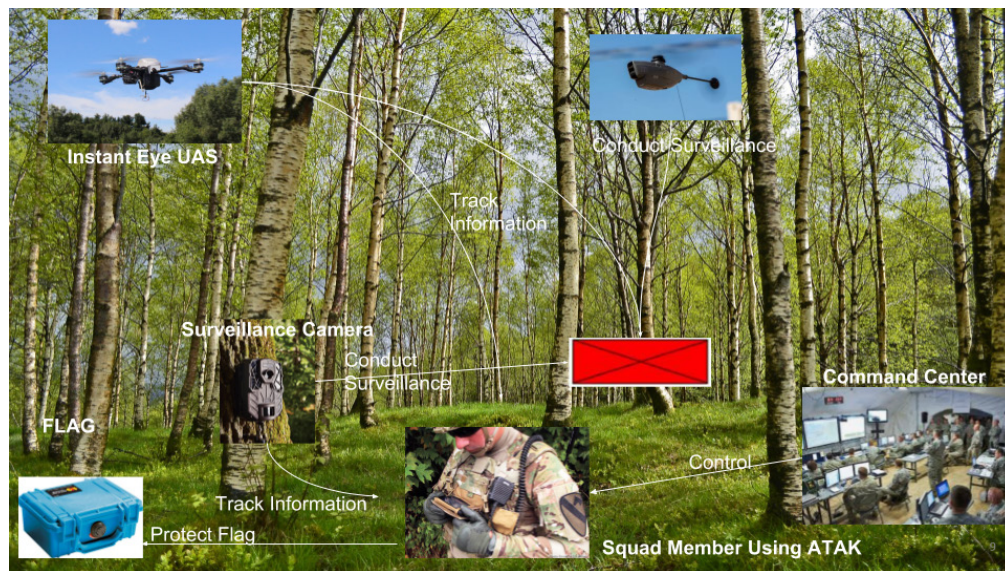 Instant Eye UAS
Conduct Surveillance
Track
Information
Surveillance Camera
Conduct
Surveillance
Command Center
FLAG
Control
Track Information
Protect Flag
Squad Member Using ATAK